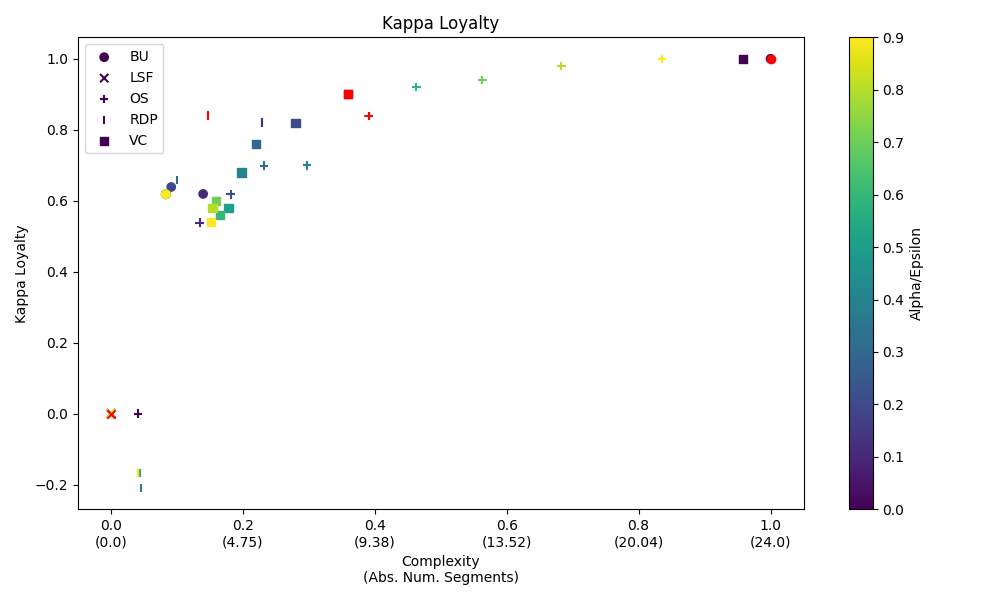 Kappa Loyalty
BU
LSF
OS
RDP
VC
Kappa Loyalty
1.0
0.8
0.6
0.4
0.2
0.0
−0.2
0.0 0.2 0.4 0.6 0.8 1.0
(0.0) (4.75) (9.38) (13.52) (20.04) (24.0)
Complexity
(Abs. Num. Segments)
0.9
0.8
0.7
0.6
0.5
0.4
0.3
0.2
0.1
0.0
Alpha/Epsilon